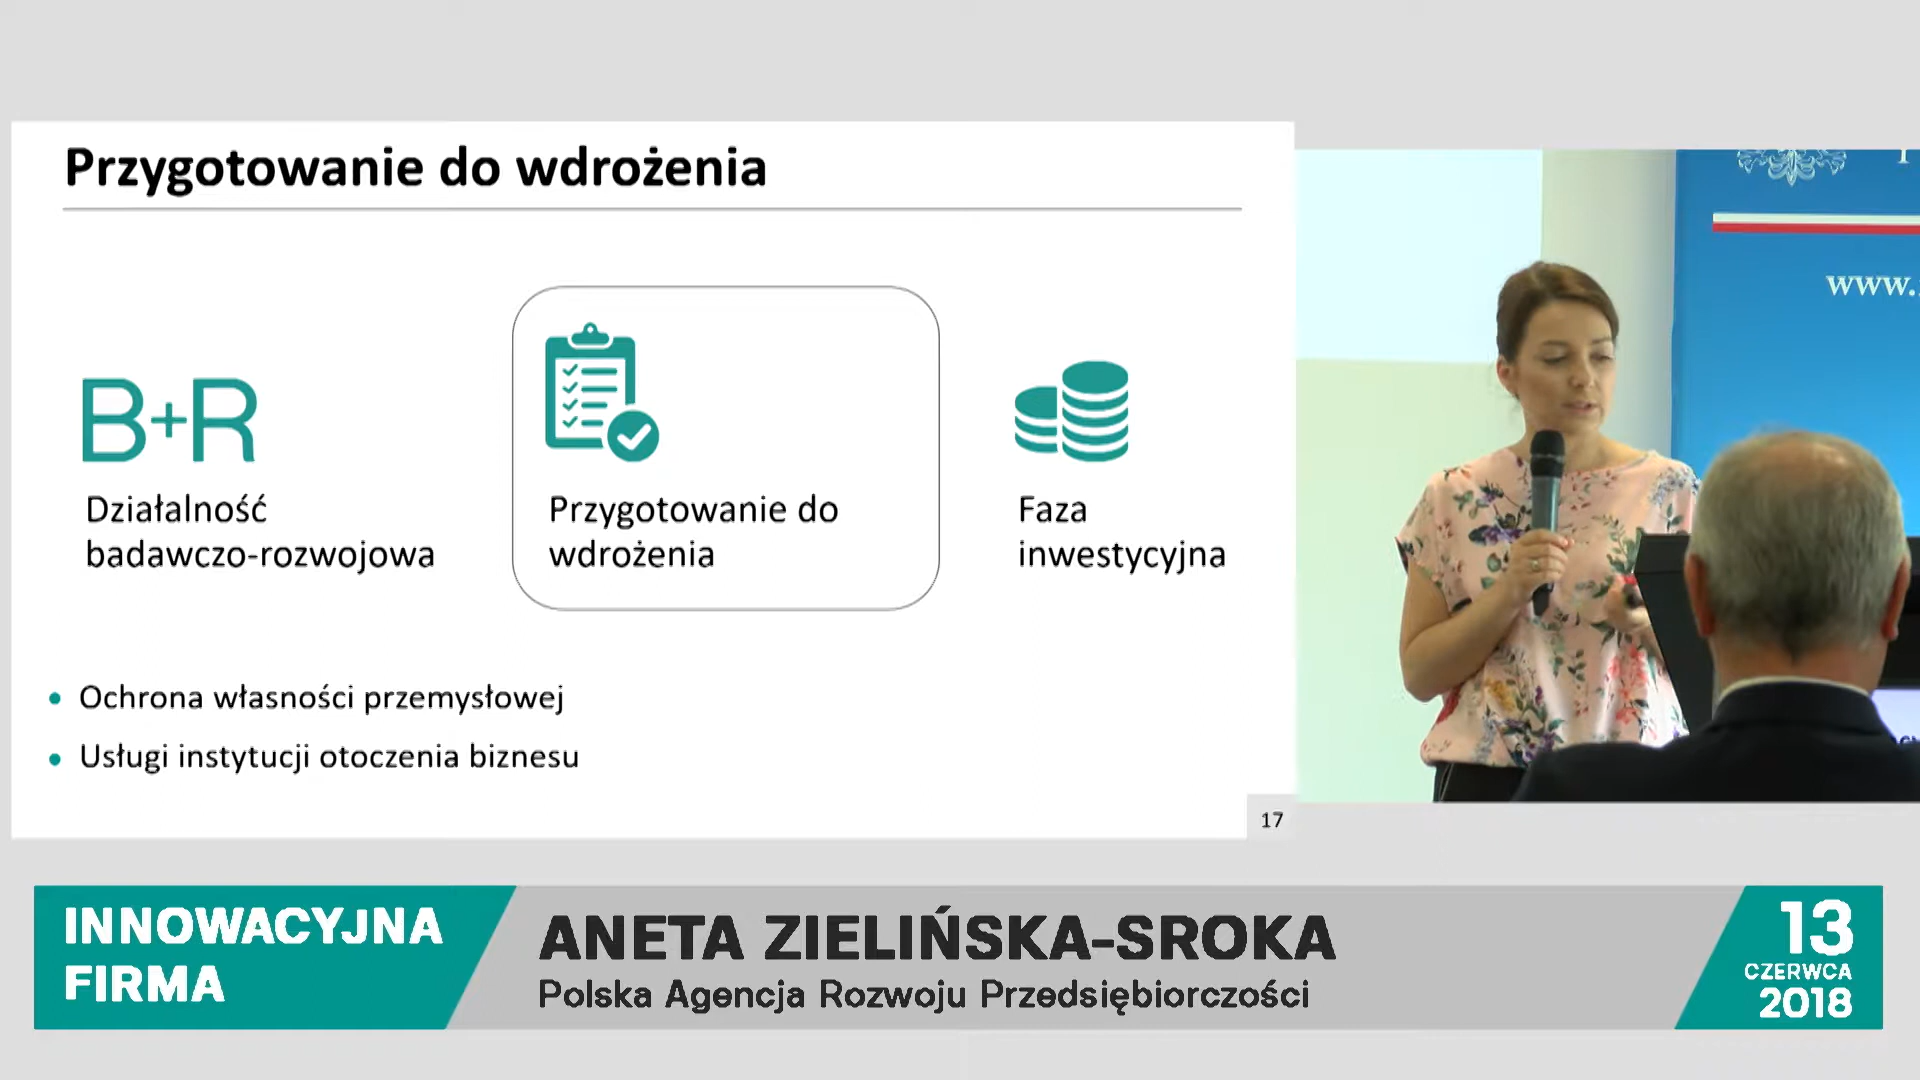 Przygotowanie do wdrożenia
B+R
Działalność
badawczo-rozwojowa
Przygotowanie do
wdrożenia
Faza
inwestycyjna
• Ochrona własności przemysłowej
• Usługi instytucji otoczenia biznesu
17
www.
INNOWACYJNA
FIRMA
ANETA ZIELIŃSKA-SROKA
Polska Agencja Rozwoju Przedsiębiorczości
13
CZERWCA
2018